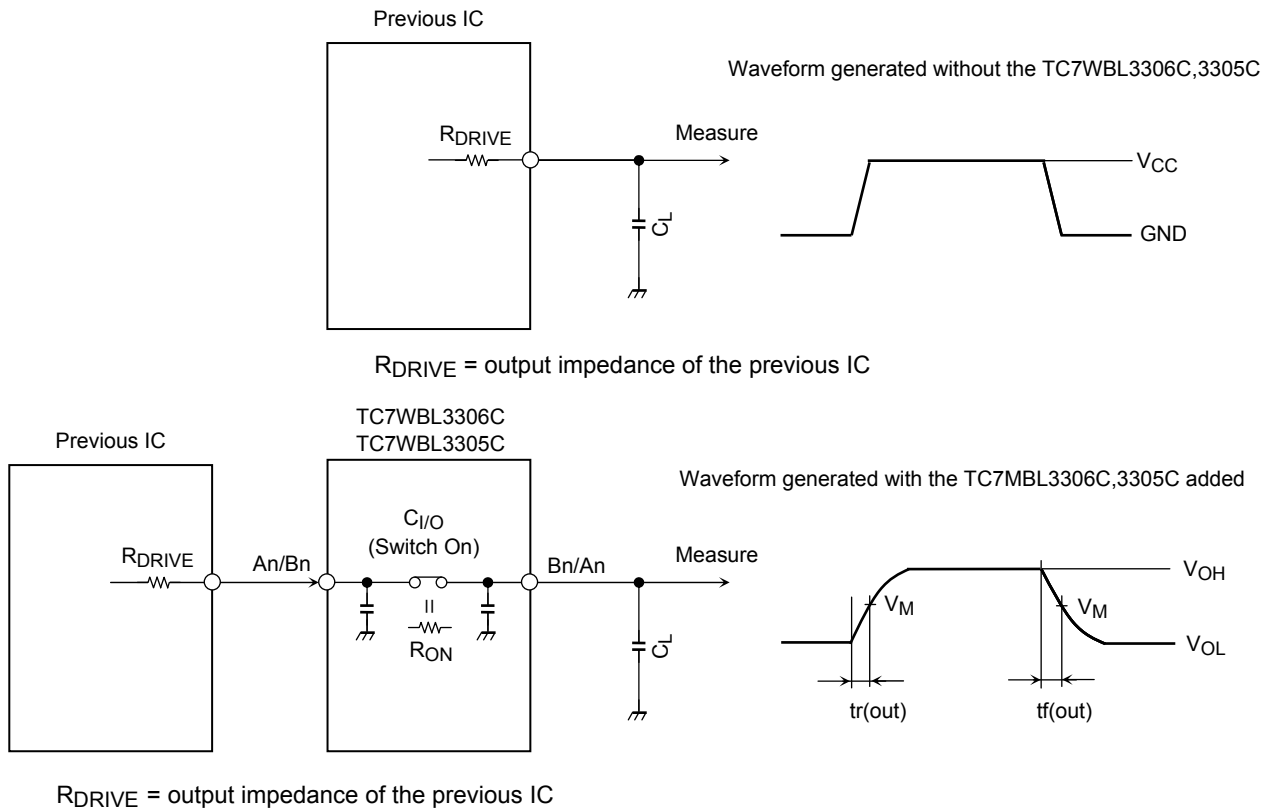 Previous IC
Waveform generated without the TC7WBL3306C,3305C
RDRIVE
Measure
CL
VCC
GND
RDRIVE = output impedance of the previous IC
TC7WBL3306C
TC7WBL3305C
Previous IC
Waveform generated with the TC7MBL3306C,3305C added
CI/O
(Switch On)
RDRIVE
An/Bn
Bn/An
Measure
RON
CL
VOH
VM
VM
VOL
tr(out)
tf(out)
RDRIVE = output impedance of the previous IC